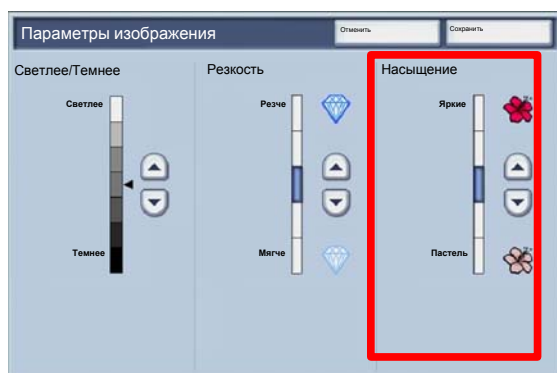 Параметры изображения
Отменить
Сохранить
Светлее/Темнее
Светлее
Темнее
Резкость
Резче
Мягче
Насыщение
Яркие
Пастель